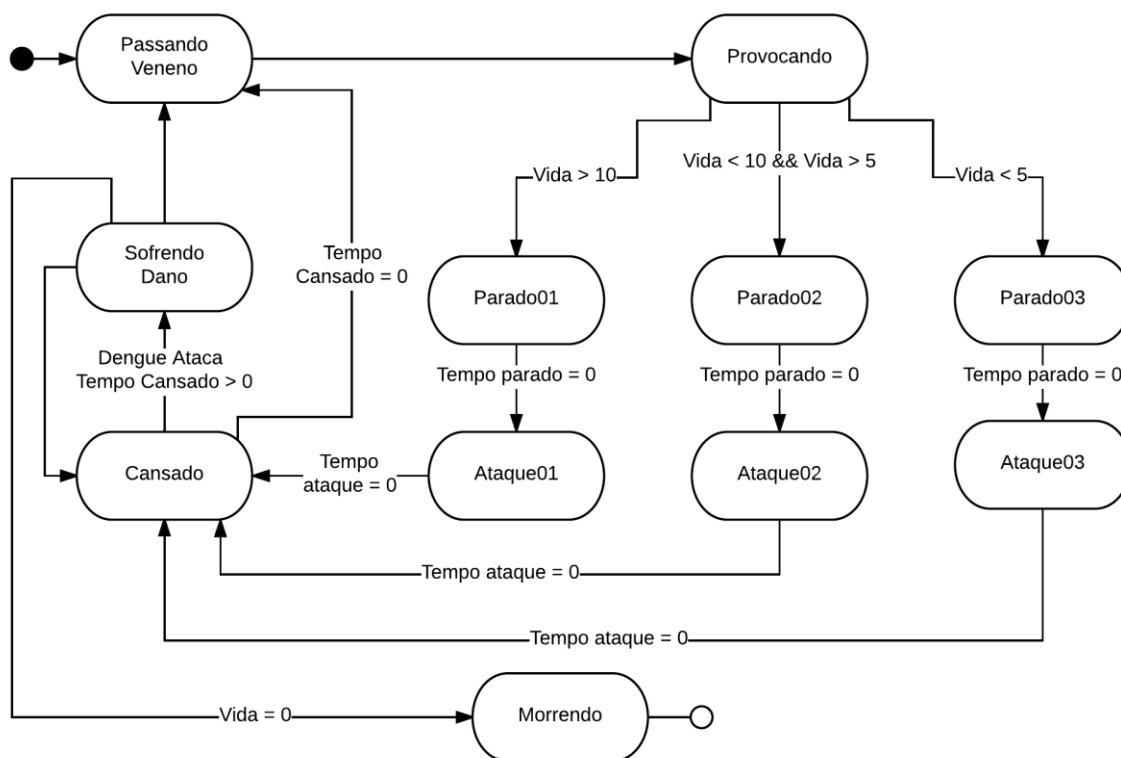 Passando
Veneno
Provocando
Vida > 10
Vida < 10 && Vida > 5
Vida < 5
Sofrendo
Dano
Tempo
Cansado = 0
Parado01
Parado02
Parado03
Dengue Ataca
Tempo Cansado > 0
Tempo parado = 0
Tempo parado = 0
Tempo parado = 0
Cansado
Tempo
ataque = 0
Ataque01
Ataque02
Ataque03
Tempo ataque = 0
Tempo ataque = 0
Vida = 0
Morrendo